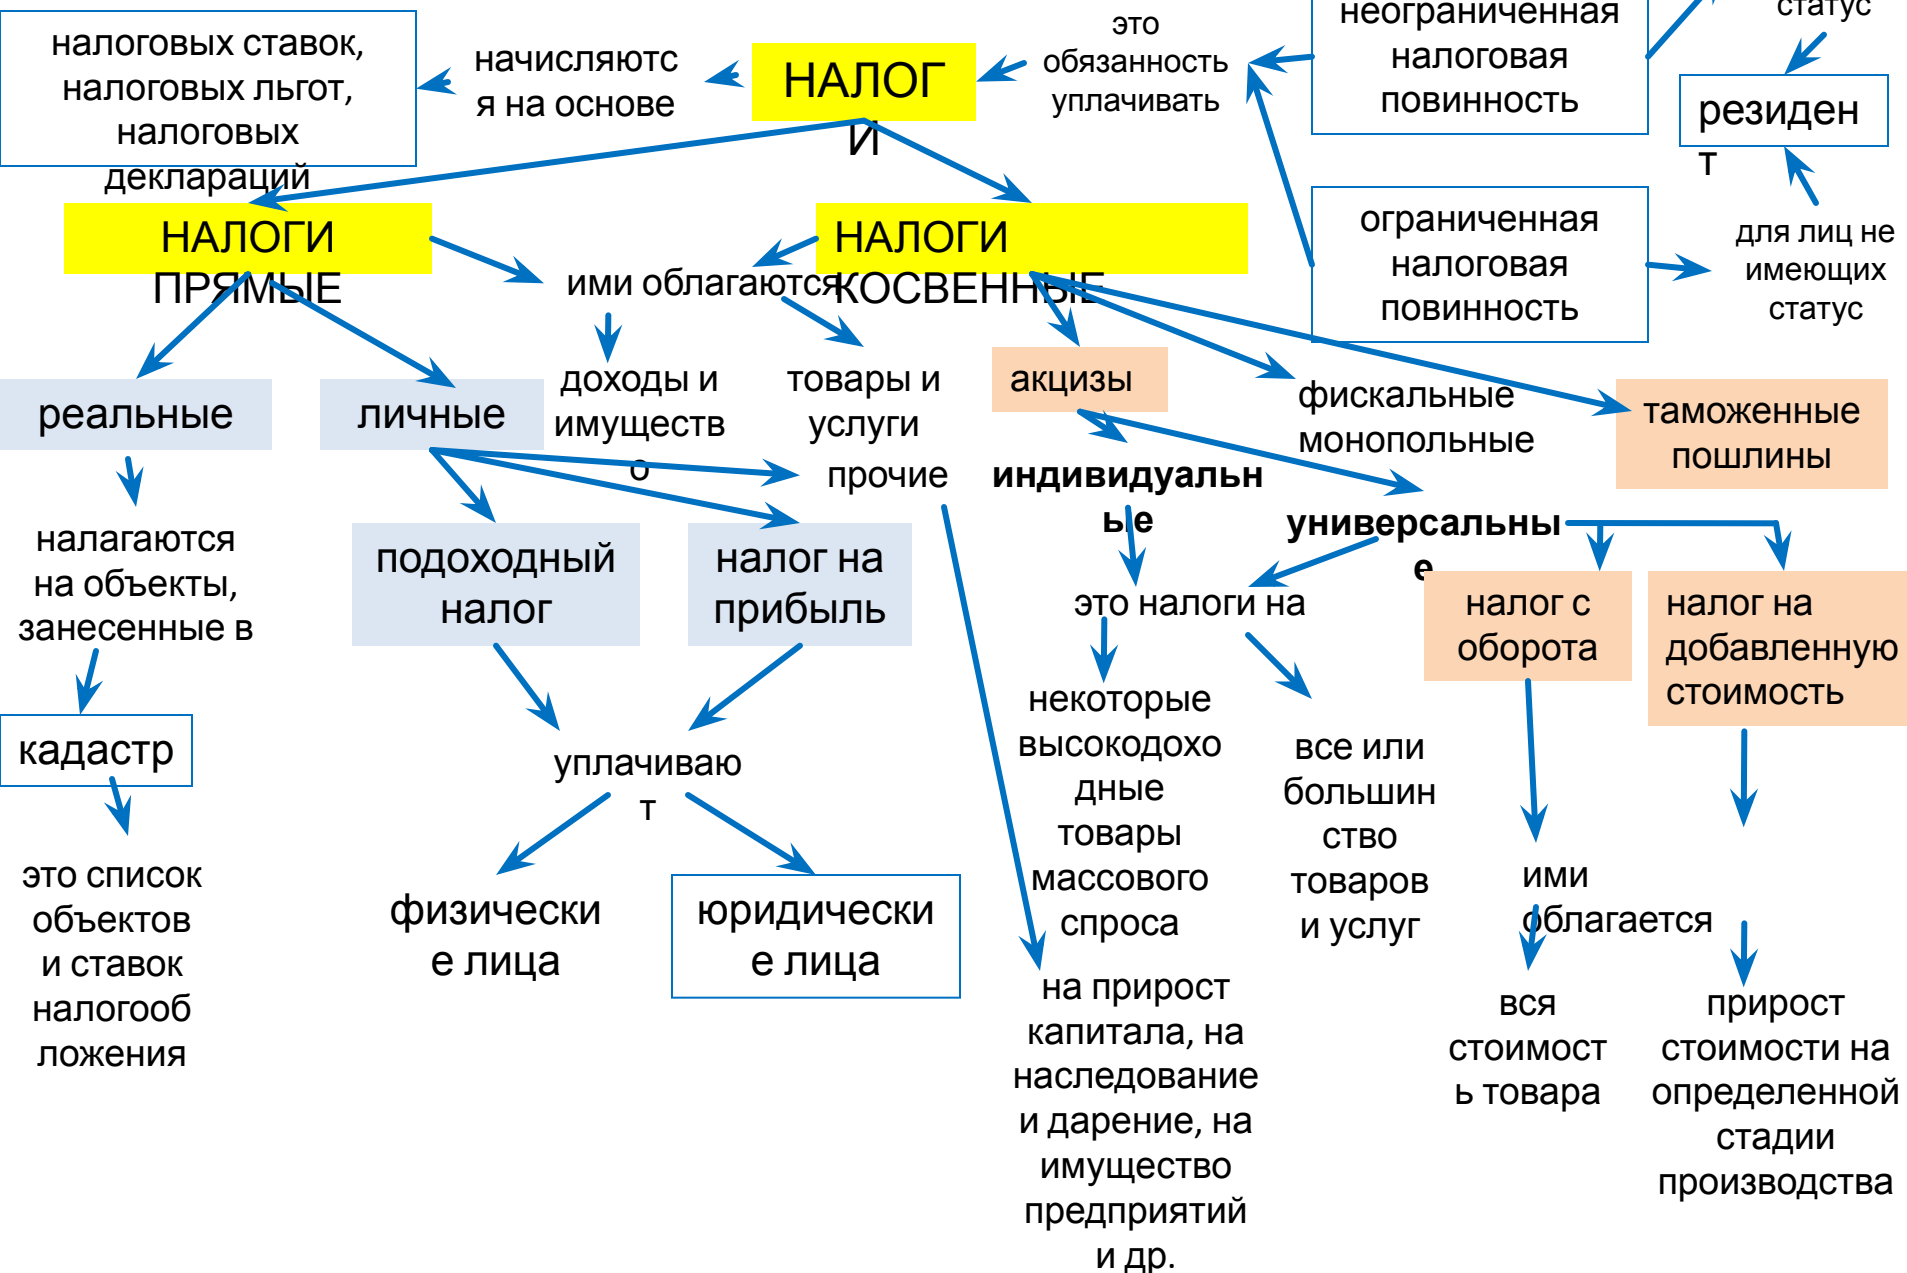 налоговых ставок,
налоговых льгот,
налоговых
деклараций
начисляютс
я на основе
НАЛОГ
И
это
обязанность
уплачивать
неограниченная
налоговая
повинность
статус
резиден
т
ограниченная
налоговая
повинность
для лиц не
имеющих
статус
НАЛОГИ
ПРЯМЫЕ
ими облагаются
НАЛОГИ
КОСВЕННЫЕ
реальные
личные
доходы и
имуществ
о
товары и
услуги
прочие
акцизы
фискальные
монопольные
таможенные
пошлины
индивидуальн
ые
универсальны
е
налагаются
на объекты,
занесенные в
подоходный
налог
налог на
прибыль
это налоги на
налог с
оборота
налог на
добавленную
стоимость
кадастр
уплачиваю
т
некоторые
высокодохо
дные
товары
массового
спроса
все или
большин
ство
товаров
и услуг
ими
облагается
это список
объектов
и ставок
налогооб
ложения
физически
е лица
юридически
е лица
на прирост
капитала, на
наследование
и дарение, на
имущество
предприятий
и др.
вся
стоимост
ь товара
прирост
стоимости на
определенной
стадии
производства